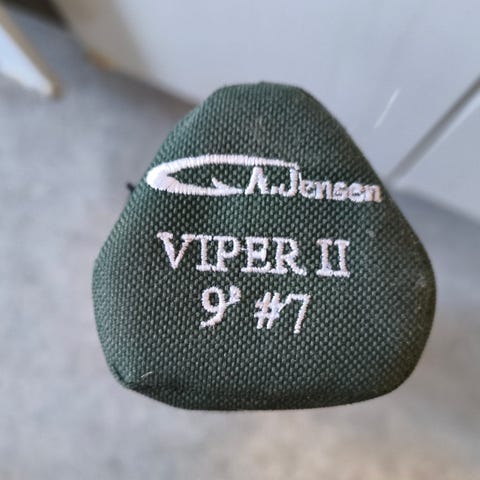 A.Jensen
VIPER II
9' #7